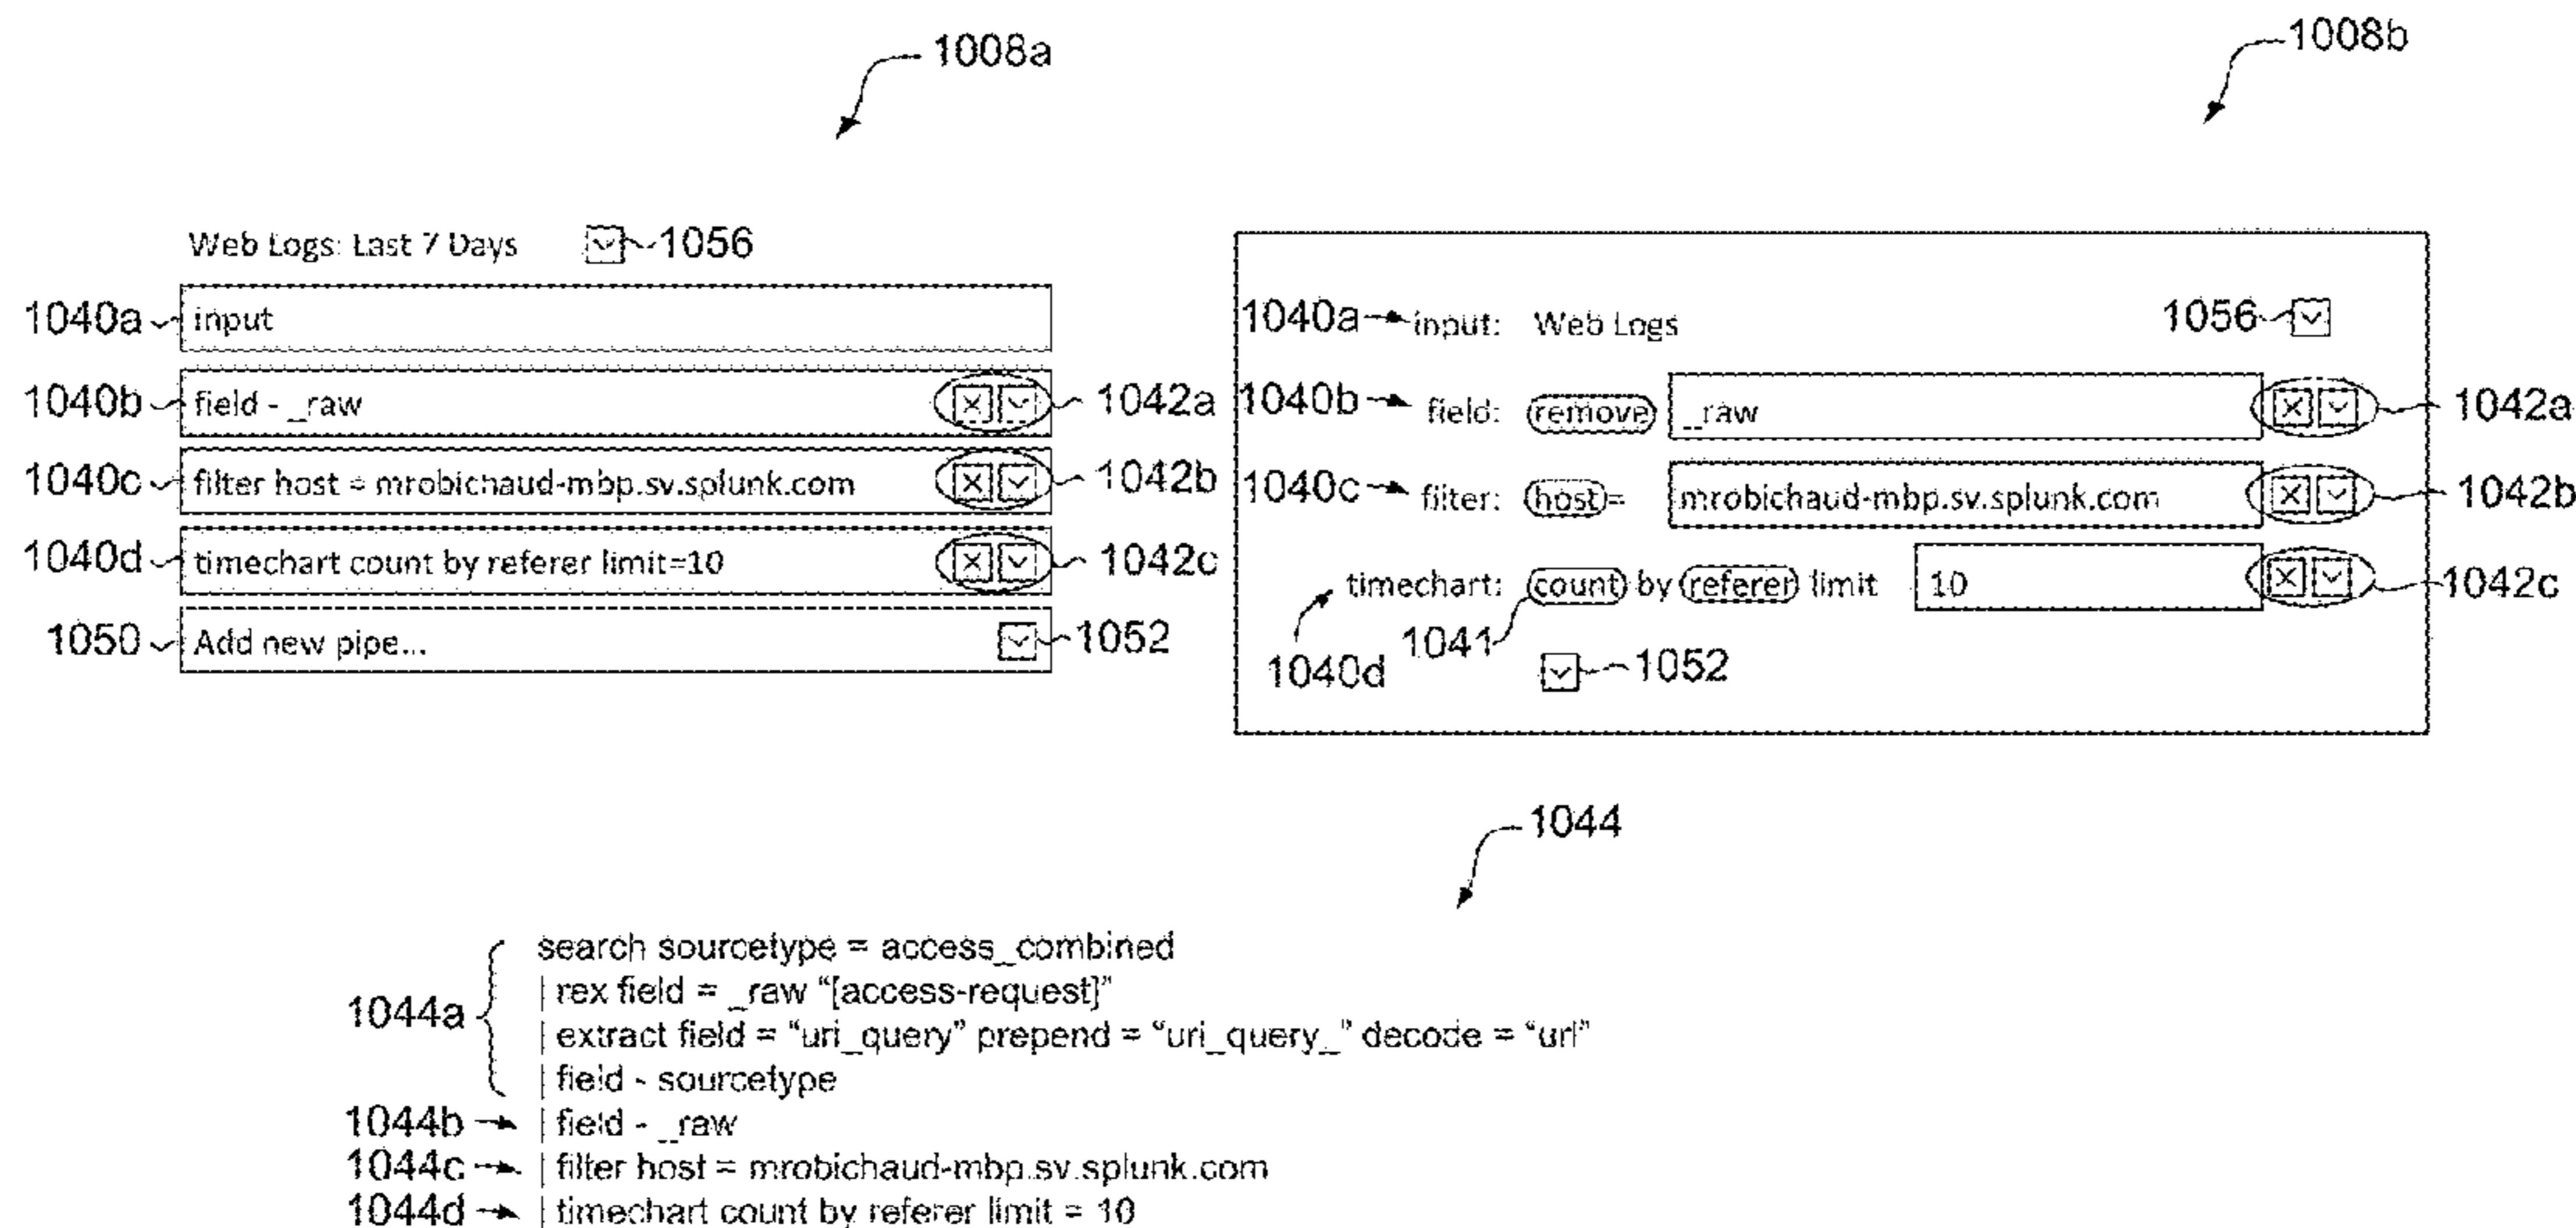 1008a
1008b
Web Logs: Last 7 Days 1056
1040a input
1040b field - _raw 1042a
1040c filter host = mrobichaud-mbp.sv.splunk.com 1042b
1040d timechart count by referer limit=10 1042c
1050 Add new pipe... 1052
1040a input: Web Logs 1056
1040b field: remove _raw 1042a
1040c filter: host= mrobichaud-mbp.sv.splunk.com 1042b
timechart: count by referer limit 10 1042c
1040d 1041 1052
1044
1044a
search sourcetype = access_combined
| rex field = _raw “[access-request]”
| extract field = “uri_query” prepend = “uri_query_” decode = “url”
| field - sourcetype
1044b | field - _raw
1044c | filter host = mrobichaud-mbp.sv.splunk.com
1044d | timechart count by referer limit = 10